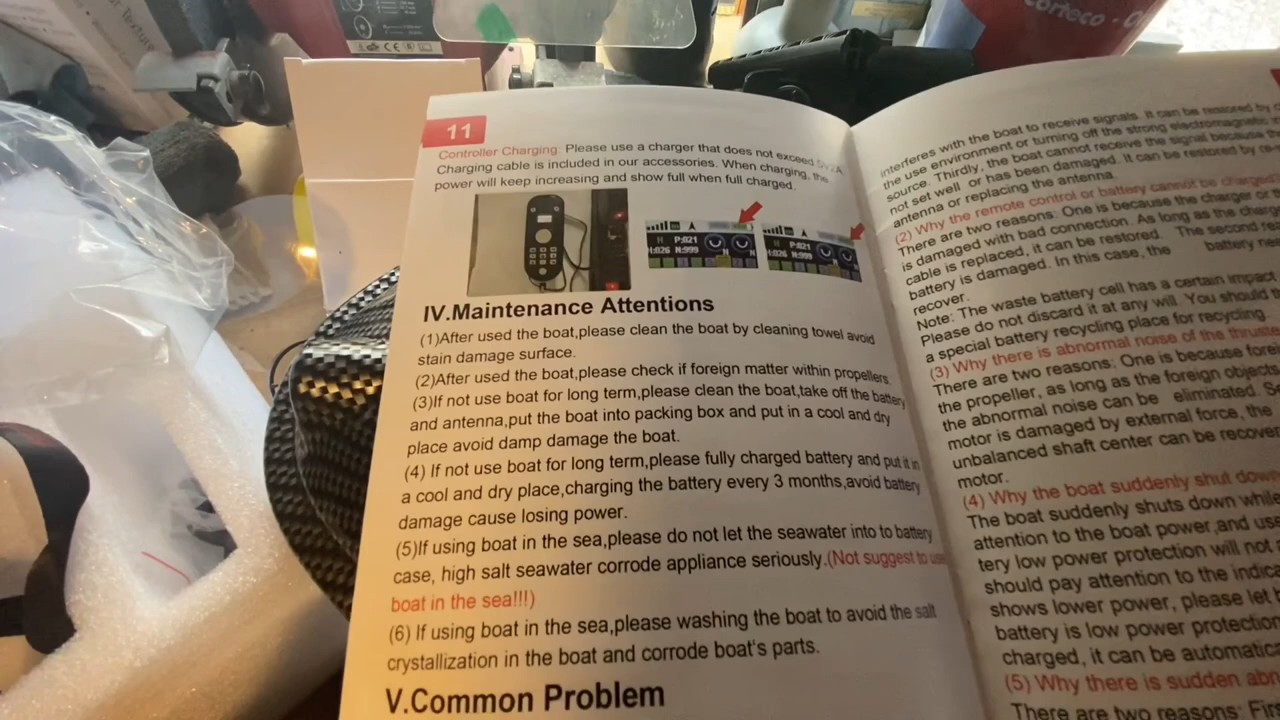 corteco
11
Controller Charging: Please use a charger that does not exceed 5V2A
Charging cable is included in our accessories. When charging, the
power will keep increasing and show full when full charged.
P:021
H:026 N:999
P:021
H:026 N:999
IV.Maintenance Attentions
(1)After used the boat,please clean the boat by cleaning towel avoid
stain damage surface.
(2)After used the boat,please check if foreign matter within propellers.
(3)If not use boat for long term,please clean the boat,take off the battery
and antenna,put the boat into packing box and put in a cool and dry
place avoid damp damage the boat.
(4) If not use boat for long term,please fully charged battery and put it in
a cool and dry place,charging the battery every 3 months,avoid battery
damage cause losing power.
(5)If using boat in the sea,please do not let the seawater into to battery
case, high salt seawater corrode appliance seriously.(Not suggest to use
boat in the sea!!!)
(6) If using boat in the sea,please washing the boat to avoid the salt
crystallization in the boat and corrode boat's parts.
V.Common Problem
interferes with the boat to receive signals. It can be restored by
the use environment or turning off the strong electromagnetic
source. Thirdly, the boat cannot receive the signal because the
not set well or has been damaged. It can be restored by
antenna or replacing the antenna.
(2) Why the remote control or battery cannot be charged
There are two reasons: One is because the charger or
is damaged with bad connection. As long as the
cable is replaced, it can be restored. The second
battery is damaged. In this case, the battery
recover.
Note: The waste battery cell has a certain impact
Please do not discard it at any will. You should
a special battery recycling place for recycling.
(3) Why there is abnormal noise of the
There are two reasons: One is because
the propeller, as long as the foreign objects
the abnormal noise can be eliminated.
motor is damaged by external force, the
unbalanced shaft center can be
motor.
(4) Why the boat suddenly shut down
The boat suddenly shuts down while
attention to the boat power,and
tery low power protection will not
should pay attention to the
shows lower power, please let
battery is low power protection
charged, it can be
(5) Why there is sudden
There are two reasons: